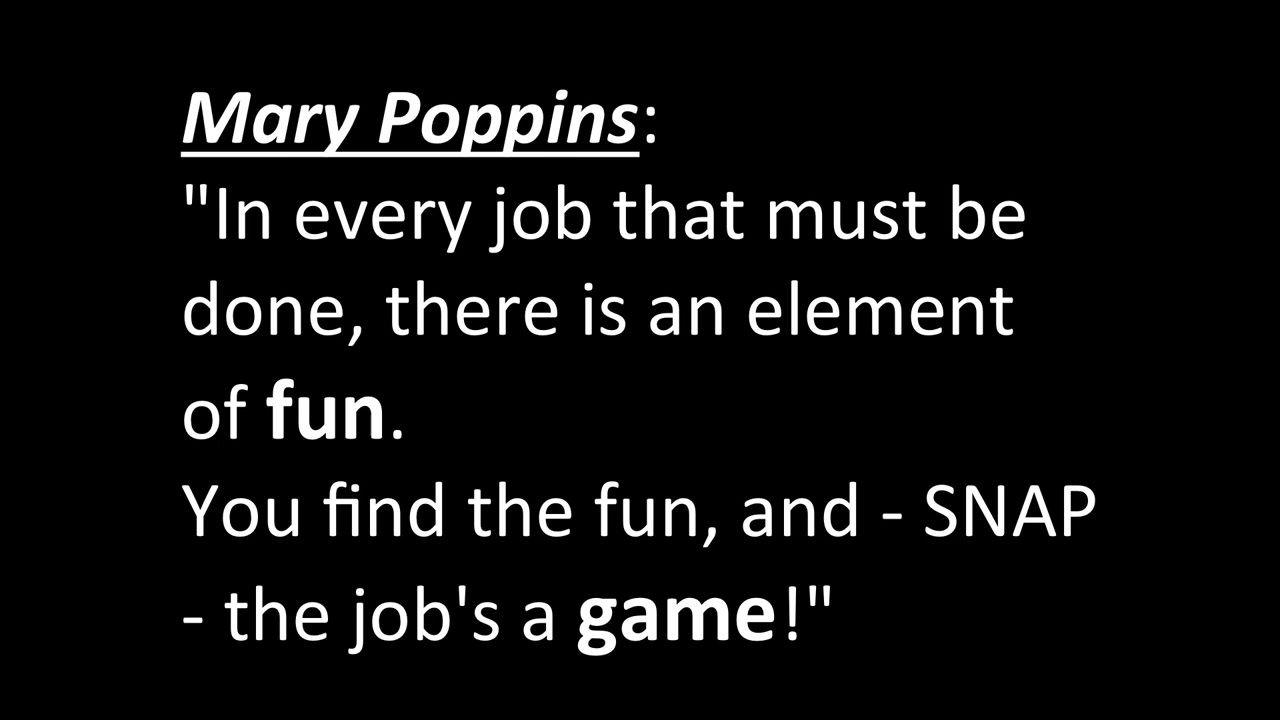 Mary Poppins:
"In every job that must be
done, there is an element
of fun.
You find the fun, and - SNAP
- the job's a game!"